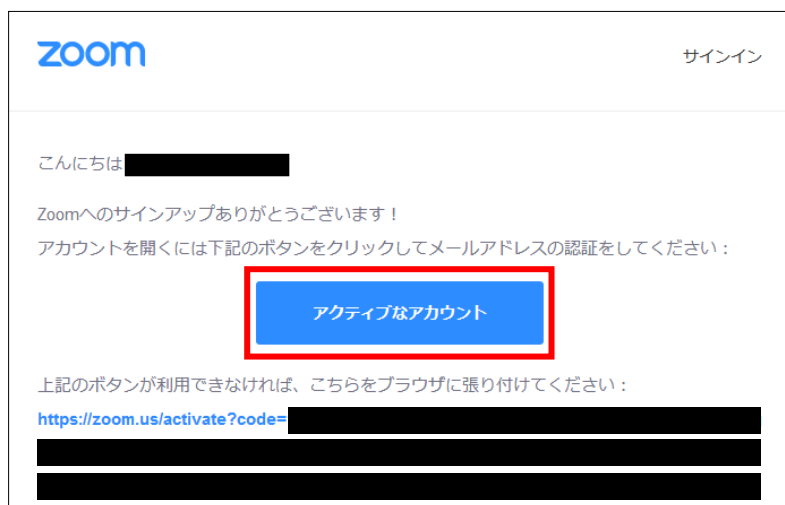 zoom
サインイン
こんにちは
Zoomへのサインアップありがとうございます！
アカウントを開くには下記のボタンをクリックしてメールアドレスの認証をしてください：
アクティブなアカウント
上記のボタンが利用できなければ、こちらをブラウザに張り付けてください：
https://zoom.us/activate?code=